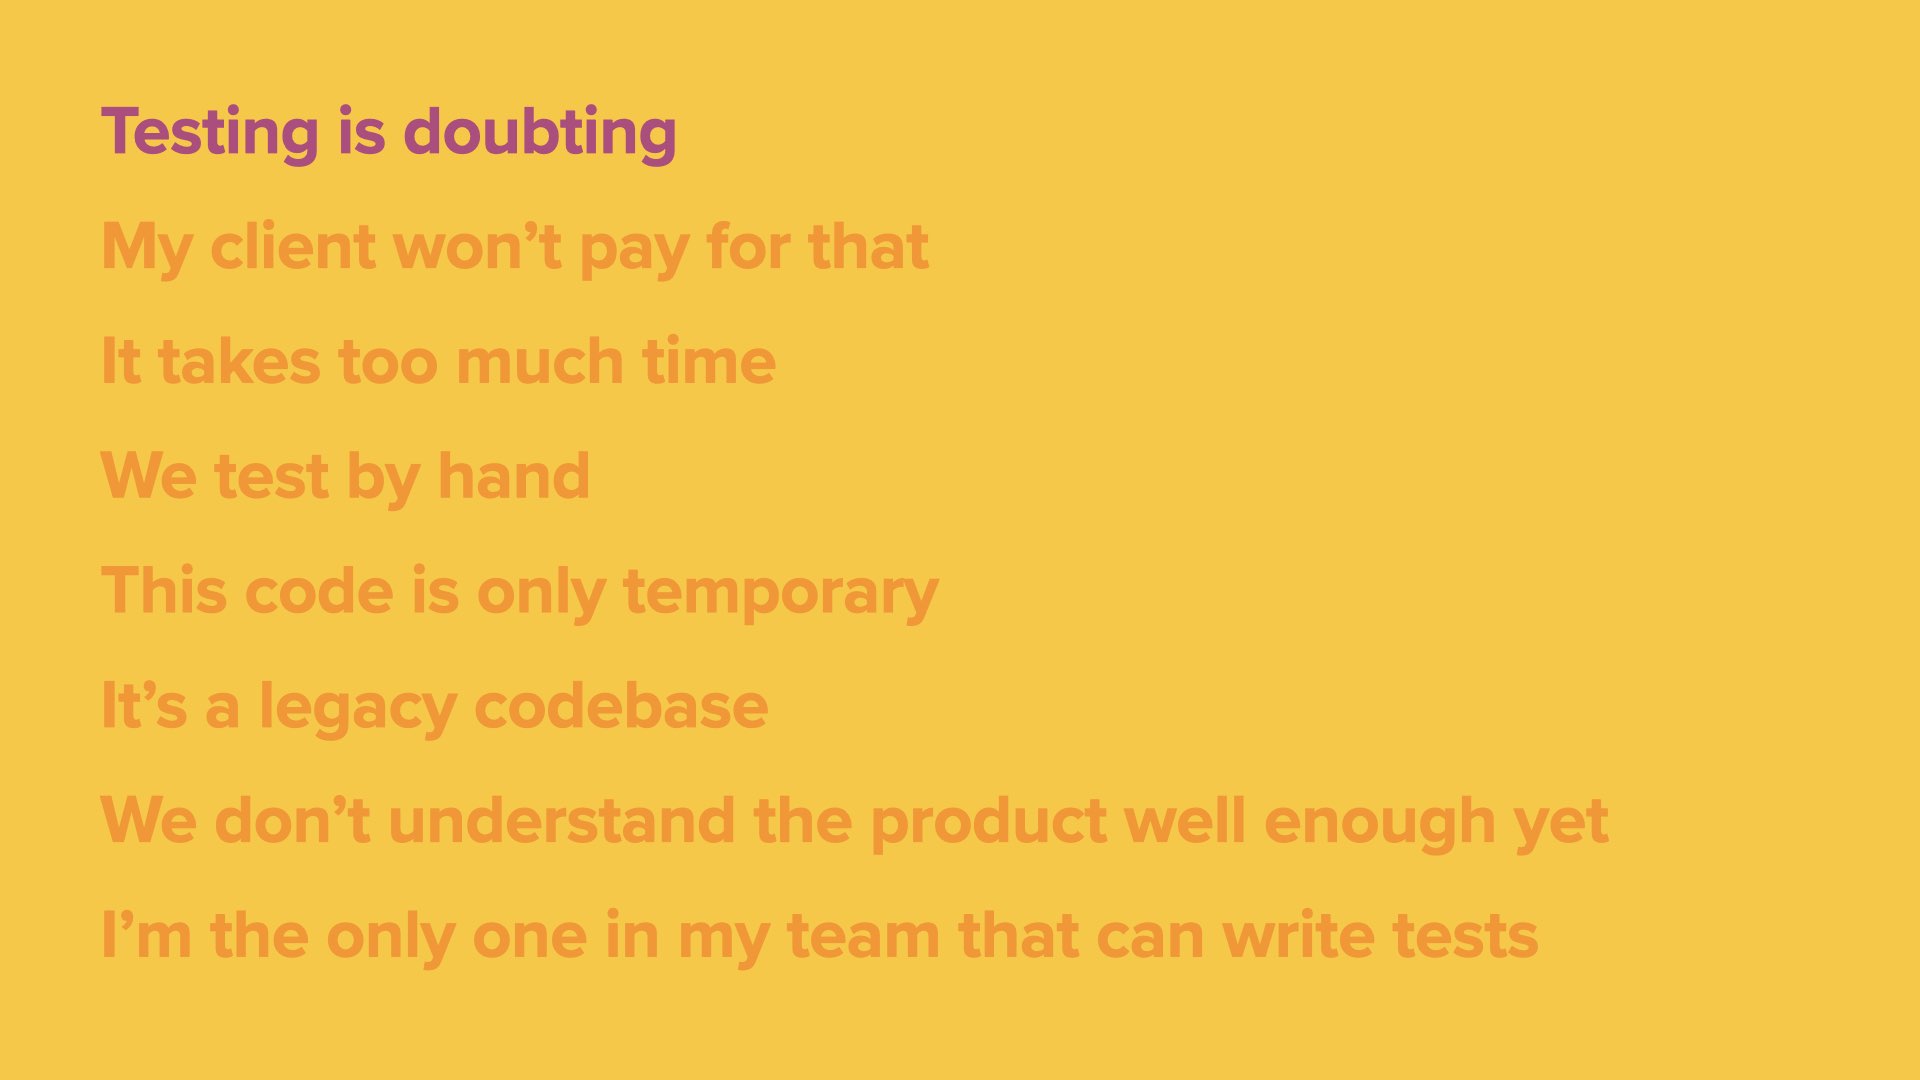 Testing is doubting
My client won’t pay for that
It takes too much time
We test by hand
This code is only temporary
It’s a legacy codebase
We don’t understand the product well enough yet
I’m the only one in my team that can write tests